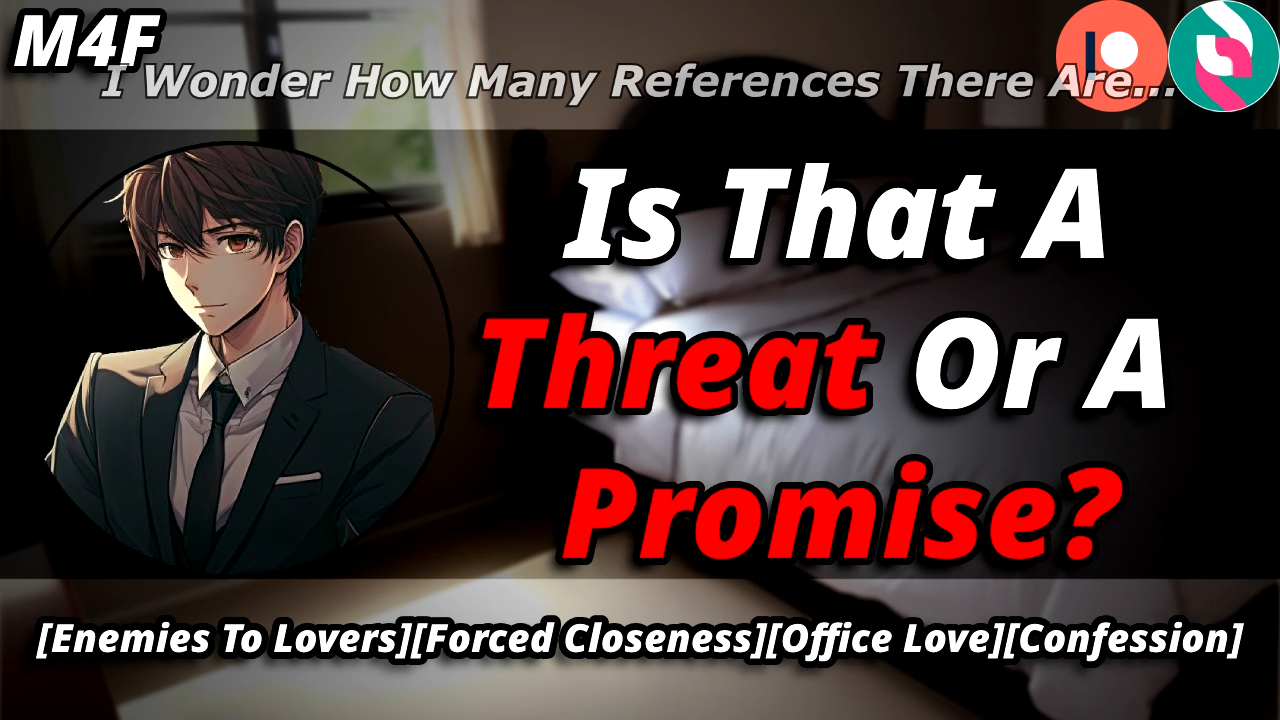 M4F
I Wonder How Many References There Are...
Is That A
Threat Or A
Promise?
[Enemies To Lovers][Forced Closeness][Office Love][Confession]